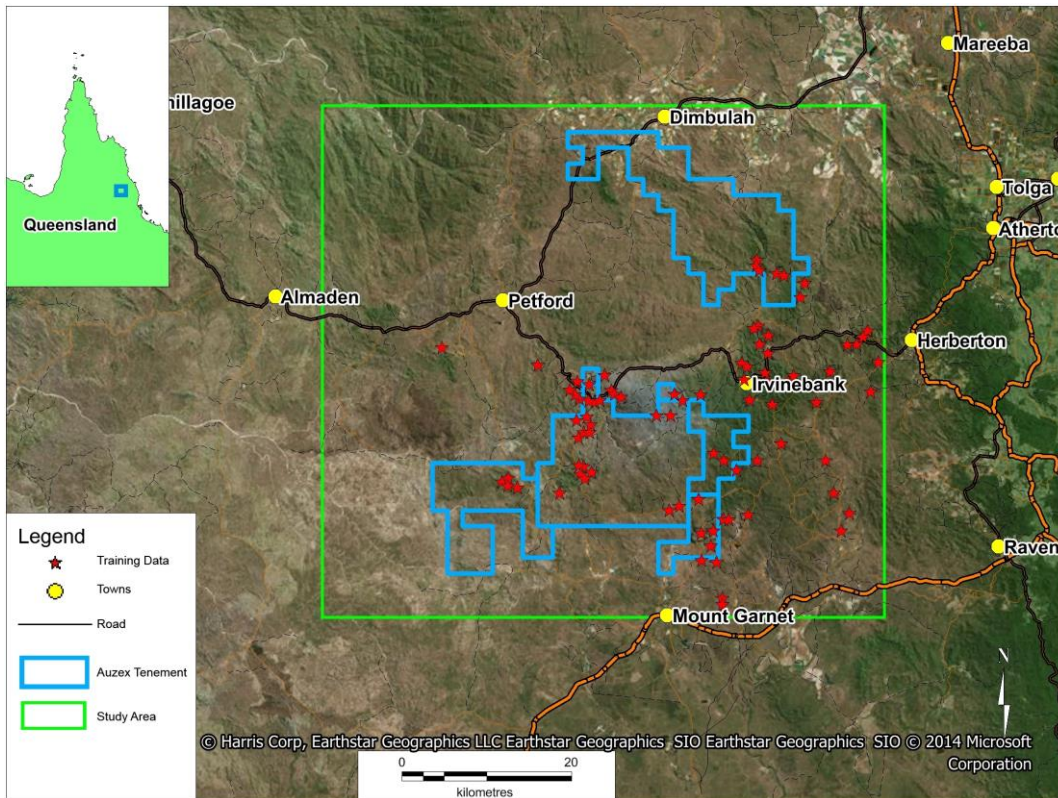 Mareeba
hillagoe
Dimbulah
Tolga
Queensland
Atherto
Almaden
Petford
Herberton
Irvinebank
Legend
Training Data
Towns
Road
Auzex Tenement
Study Area
Raven
Mount Garnet
N
© Harris Corp, Earthstar Geographics LLC Earthstar Geographics SIO Earthstar Geographics SIO © 2014 Microsoft
Corporation
0 20
kilometres